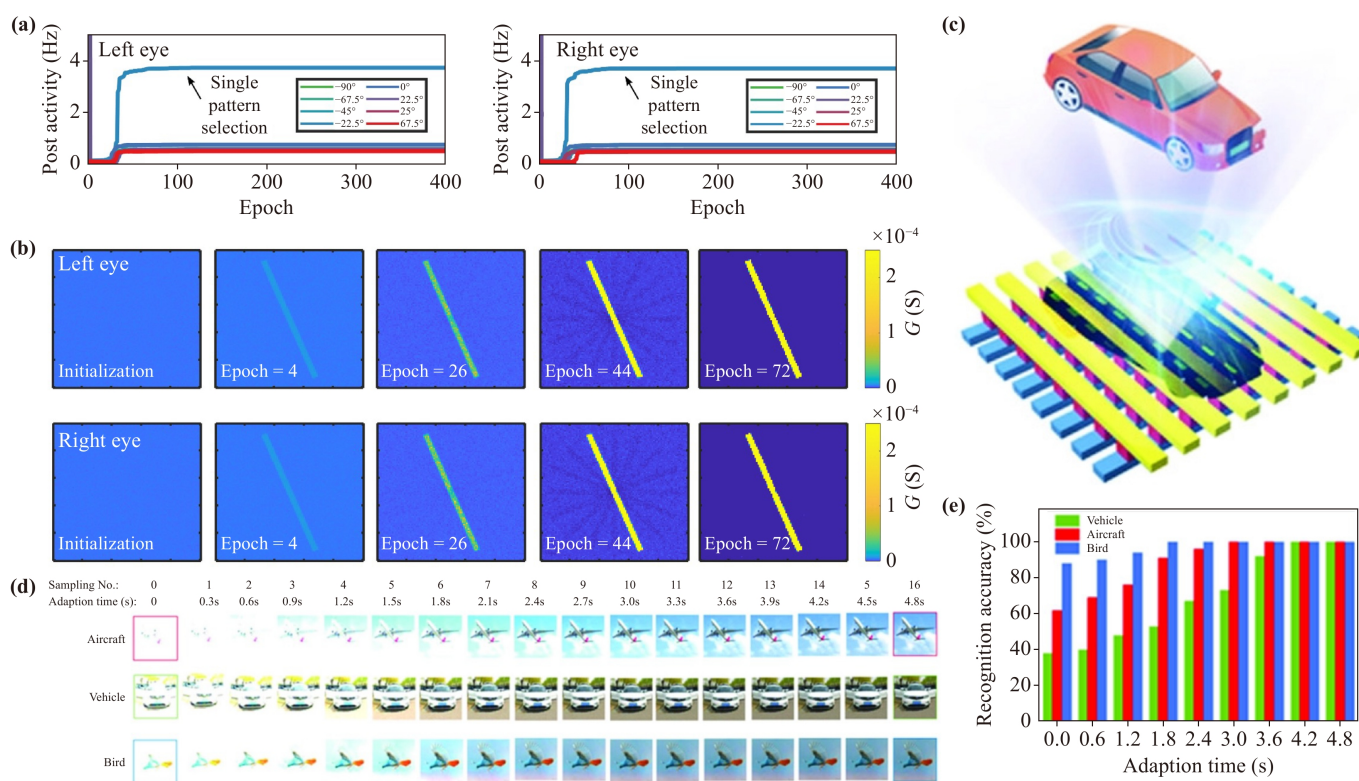 (a)
Post activity (Hz)
4
2
0
Left eye
Single
pattern
selection
−90°
0°
−67.5°
22.5°
−45°
25°
−22.5°
67.5°
0
100
200
300
400
Epoch
Post activity (Hz)
4
2
0
Right eye
Single
pattern
selection
−90°
0°
−67.5°
22.5°
−45°
25°
−22.5°
67.5°
0
100
200
300
400
Epoch
(b)
Left eye
Initialization
Epoch = 4
Epoch = 26
Epoch = 44
Epoch = 72
×10−4
2
1
0
G (S)
Right eye
Initialization
Epoch = 4
Epoch = 26
Epoch = 44
Epoch = 72
×10−4
2
1
0
G (S)
(c)
(d)
Sampling No.: 0 1 2 3 4 5 6 7 8 9 10 11 12 13 14 5 16
Adaption time (s): 0 0.3s 0.6s 0.9s 1.2s 1.5s 1.8s 2.1s 2.4s 2.7s 3.0s 3.3s 3.6s 3.9s 4.2s 4.5s 4.8s
Aircraft
Vehicle
Bird
(e)
Recognition accuracy (%)
100
80
60
40
20
0
Vehicle
Aircraft
Bird
0.0 0.6 1.2 1.8 2.4 3.0 3.6 4.2 4.8
Adaption time (s)